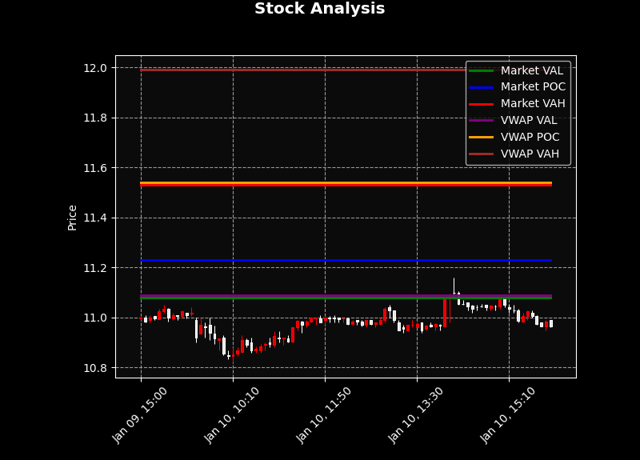 Stock Analysis
12.0
11.8
11.6
11.4
11.2
11.0
10.8
Price
Market VAL
Market POC
Market VAH
VWAP VAL
VWAP POC
VWAP VAH
Jan 09, 15:00
Jan 10, 10:10
Jan 10, 11:50
Jan 10, 13:30
Jan 10, 15:10